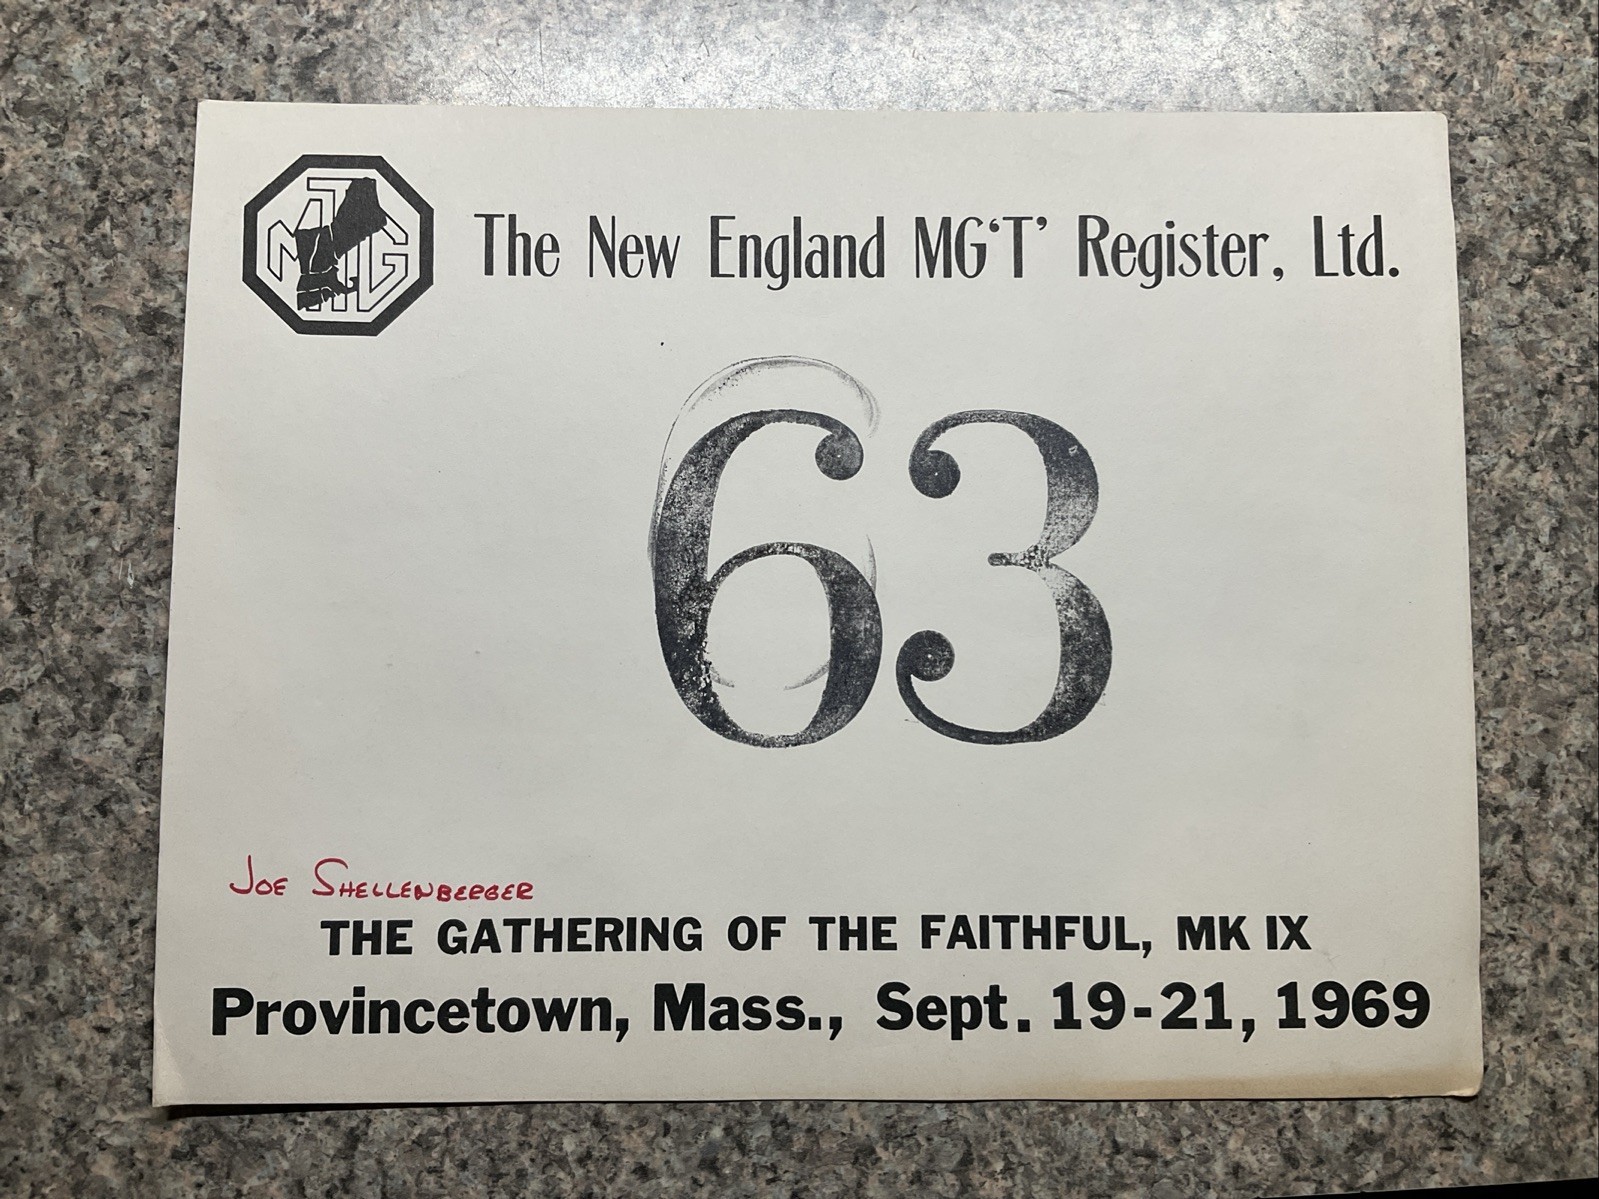 MTG
The New England MG‘T’ Register, Ltd.
63
JOE SHELLENBERGER
THE GATHERING OF THE FAITHFUL, MK IX
Provincetown, Mass., Sept. 19-21, 1969